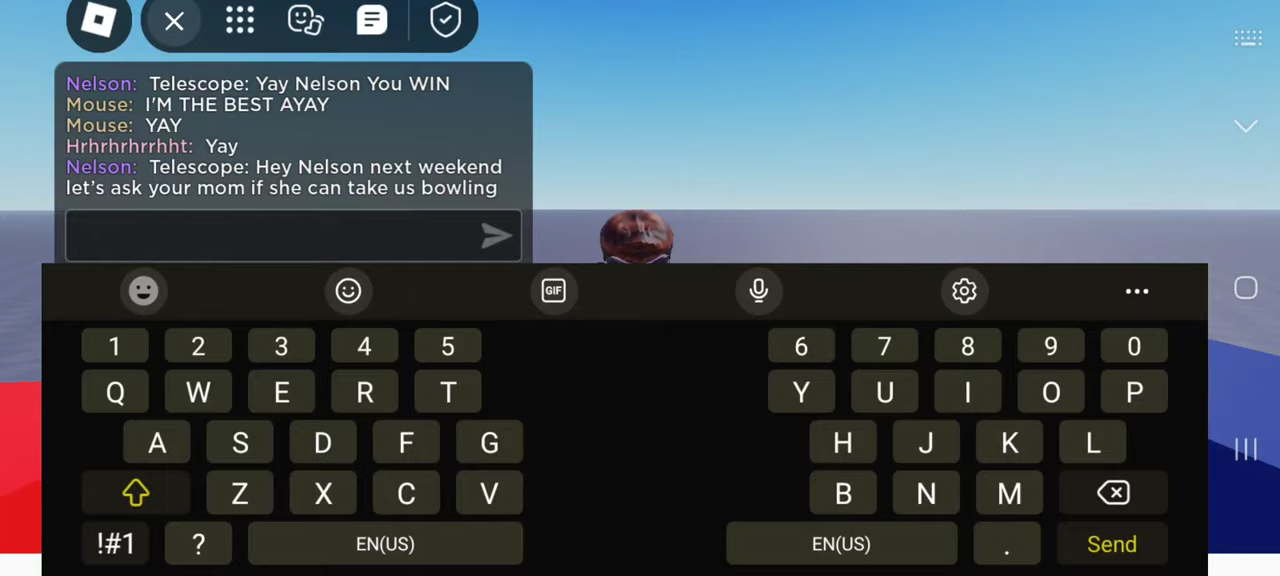 Nelson: Telescope: Yay Nelson You WIN
Mouse: I'M THE BEST AYAY
Mouse: YAY
Hrhrhrhrrhht: Yay
Nelson: Telescope: Hey Nelson next weekend
let's ask your mom if she can take us bowling
GIF
1 2 3 4 5 6 7 8 9 0
Q W E R T Y U I O P
A S D F G H J K L
Z X C V B N M
!#1 ? EN(US) EN(US) . Send